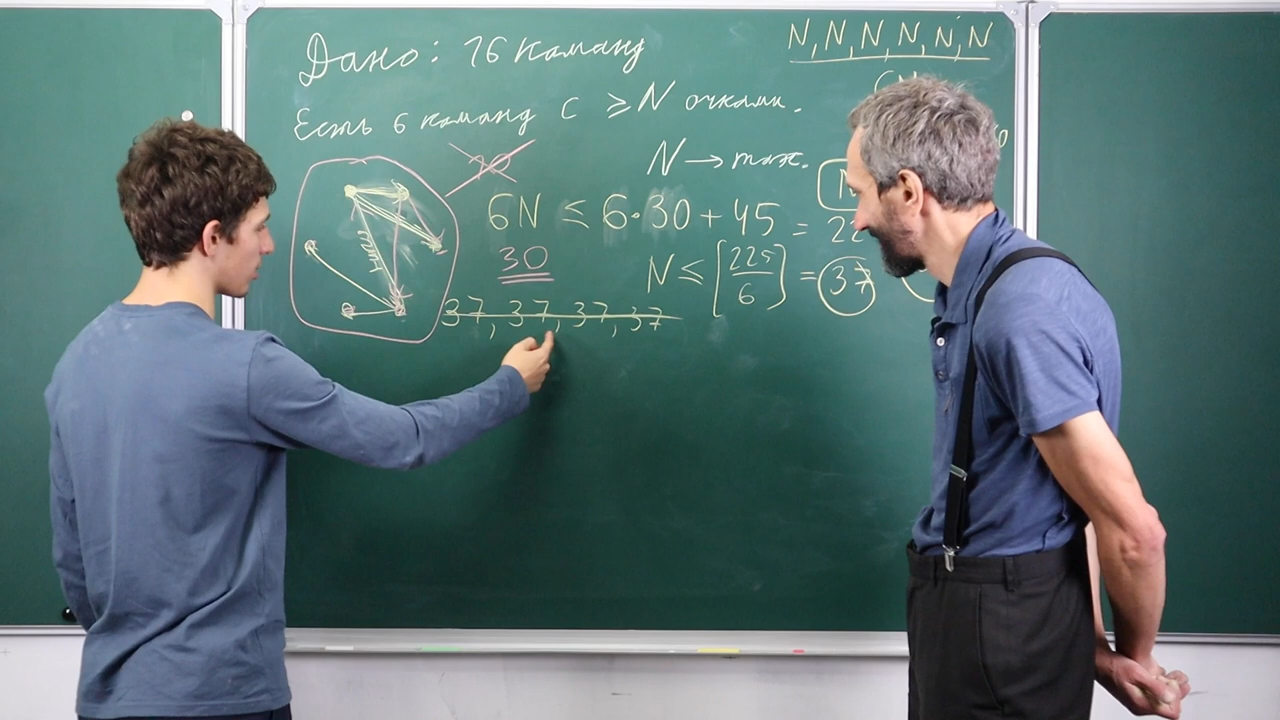 Дано: 16 команд
Есть 6 команд с ≥ N очками.
N → max.
N, N, N, N, N, N
6N ≤ 6·30 + 45 = 22
30
N ≤ [225/6] = 37
37, 37, 37, 37